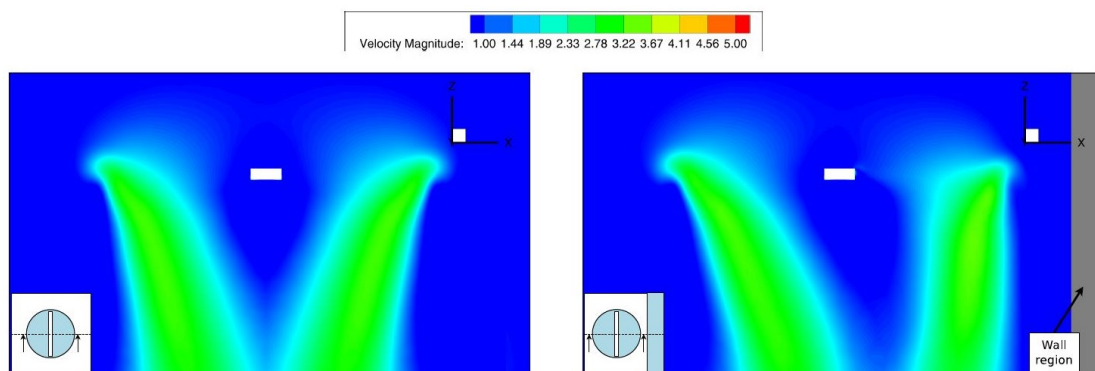 Velocity Magnitude: 1.00 1.44 1.89 2.33 2.78 3.22 3.67 4.11 4.56 5.00
Z
X
Z
X
Wall
region